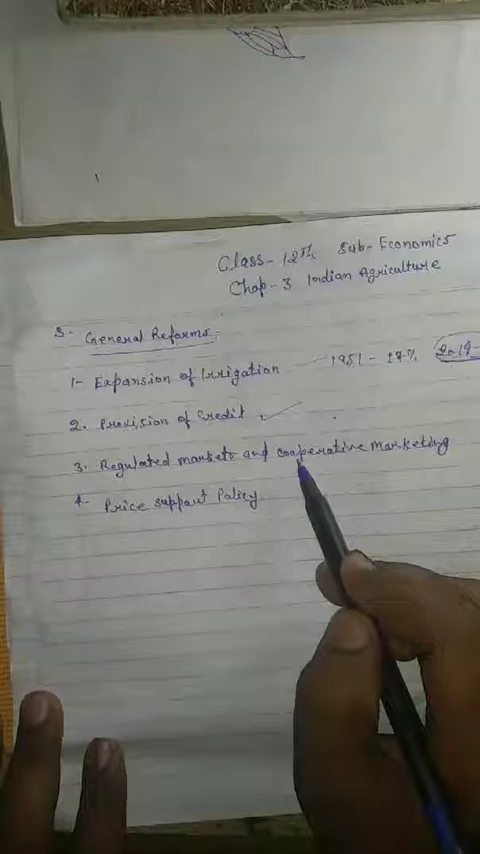 Class-12th Sub-Economics
Chap-3 Indian Agriculture
S- General Reforms:
1- Expansion of Irrigation — 1951 - 17%
2. Provision of Credit
3. Regulated markets and cooperative Marketing
4- Price support Policy.